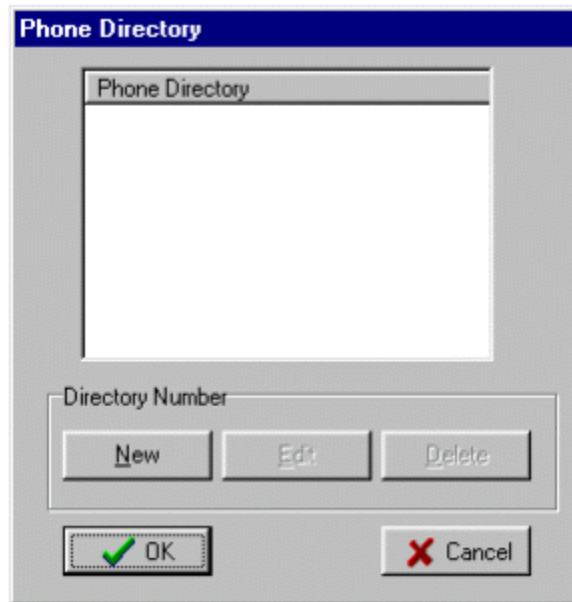 Phone Directory
Phone Directory
Directory Number
New Edit Delete
OK Cancel